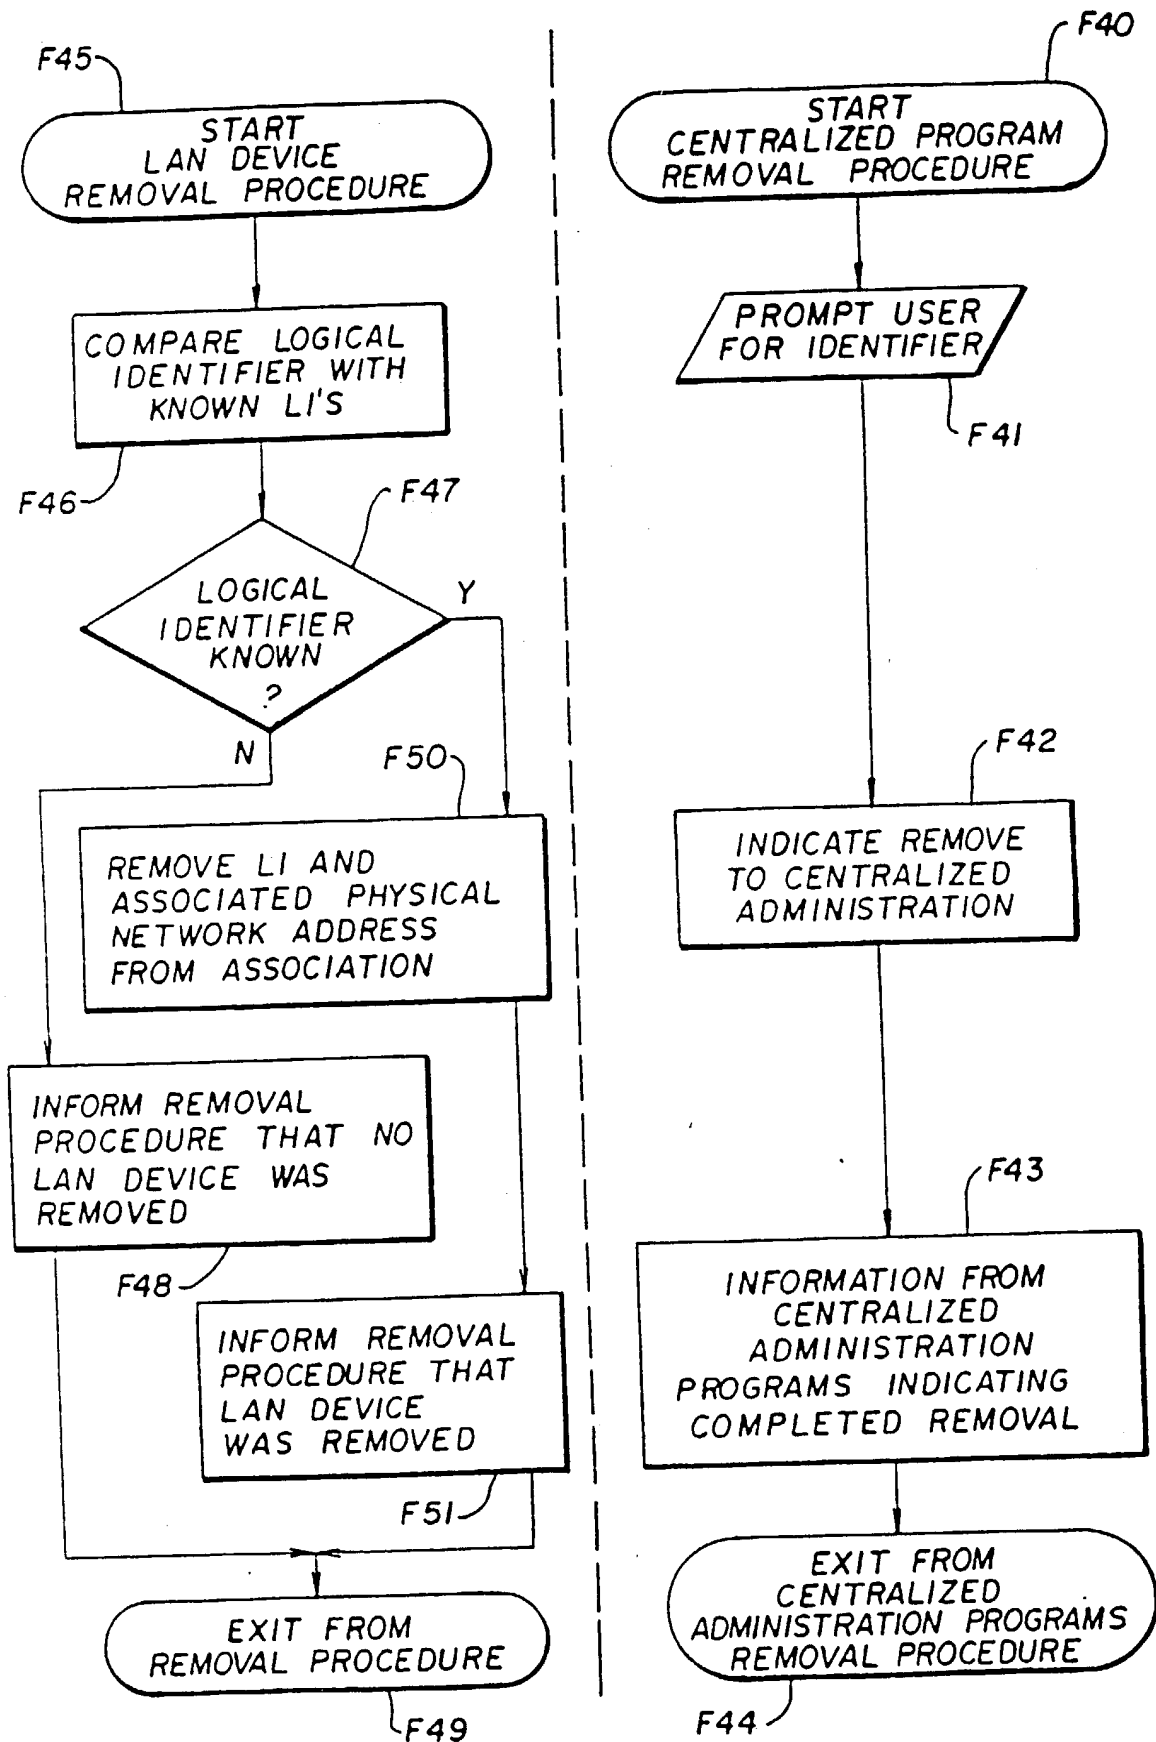 F45
START
LAN DEVICE
REMOVAL PROCEDURE
COMPARE LOGICAL
IDENTIFIER WITH
KNOWN LI'S
F46
F47
LOGICAL
IDENTIFIER
KNOWN
?
Y
N
F50
REMOVE LI AND
ASSOCIATED PHYSICAL
NETWORK ADDRESS
FROM ASSOCIATION
INFORM REMOVAL
PROCEDURE THAT NO
LAN DEVICE WAS
REMOVED
F48
INFORM REMOVAL
PROCEDURE THAT
LAN DEVICE
WAS REMOVED
F51
EXIT FROM
REMOVAL PROCEDURE
F49
F40
START
CENTRALIZED PROGRAM
REMOVAL PROCEDURE
PROMPT USER
FOR IDENTIFIER
F41
F42
INDICATE REMOVE
TO CENTRALIZED
ADMINISTRATION
F43
INFORMATION FROM
CENTRALIZED
ADMINISTRATION
PROGRAMS INDICATING
COMPLETED REMOVAL
EXIT FROM
CENTRALIZED
ADMINISTRATION PROGRAMS
REMOVAL PROCEDURE
F44